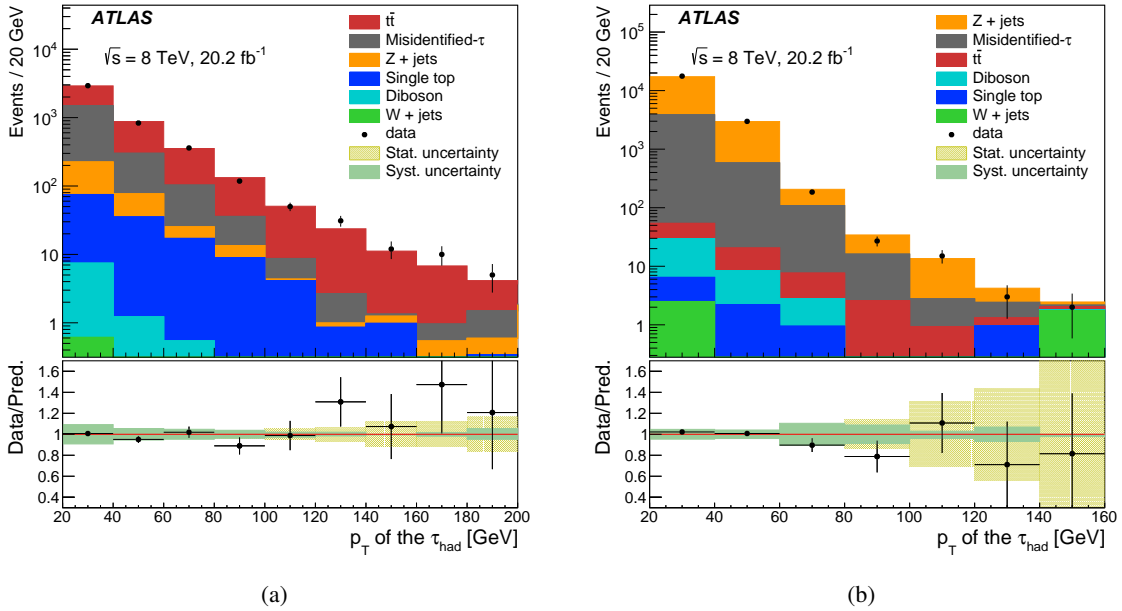 ATLAS
√s = 8 TeV, 20.2 fb⁻¹
tt̄
Misidentified-τ
Z + jets
Single top
Diboson
W + jets
data
Stat. uncertainty
Syst. uncertainty
Events / 20 GeV
10⁴
10³
10²
10
1
Data/Pred.
1.6
1.4
1.2
1
0.8
0.6
0.4
20 40 60 80 100 120 140 160 180 200
p_T of the τ_had [GeV]
(a)
ATLAS
√s = 8 TeV, 20.2 fb⁻¹
Z + jets
Misidentified-τ
tt̄
Diboson
Single top
W + jets
data
Stat. uncertainty
Syst. uncertainty
Events / 20 GeV
10⁵
10⁴
10³
10²
10
1
Data/Pred.
1.6
1.4
1.2
1
0.8
0.6
0.4
20 40 60 80 100 120 140 160
p_T of the τ_had [GeV]
(b)